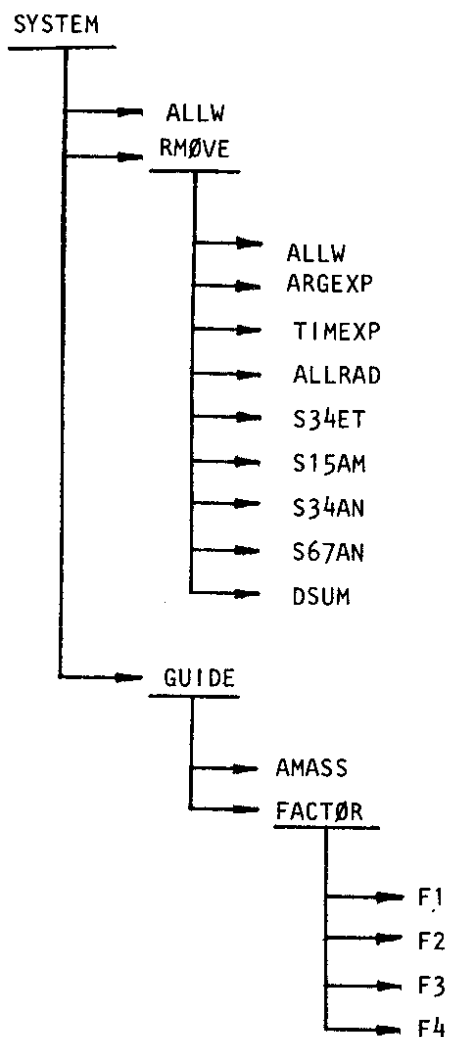 SYSTEM
ALLW
RMØVE
ALLW
ARGEXP
TIMEXP
ALLRAD
S34ET
S15AM
S34AN
S67AN
DSUM
GUIDE
AMASS
FACTØR
F1
F2
F3
F4